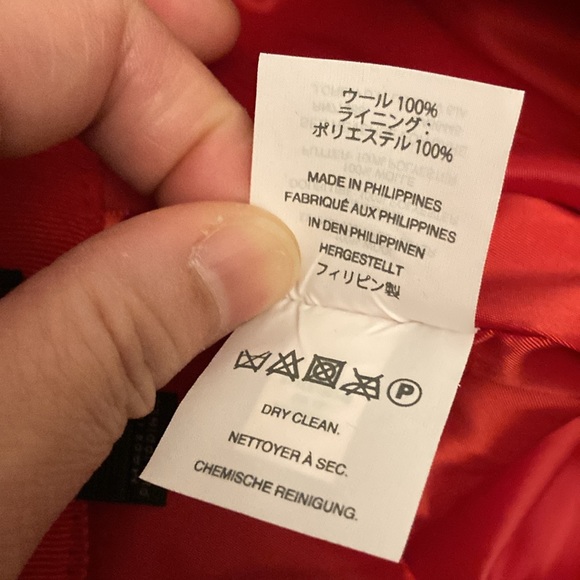 ウール 100%
ライニング :
ポリエステル 100%
MADE IN PHILIPPINES
FABRIQUÉ AUX PHILIPPINES
IN DEN PHILIPPINEN
HERGESTELLT
フィリピン製
P
DRY CLEAN.
NETTOYER À SEC.
CHEMISCHE REINIGUNG.